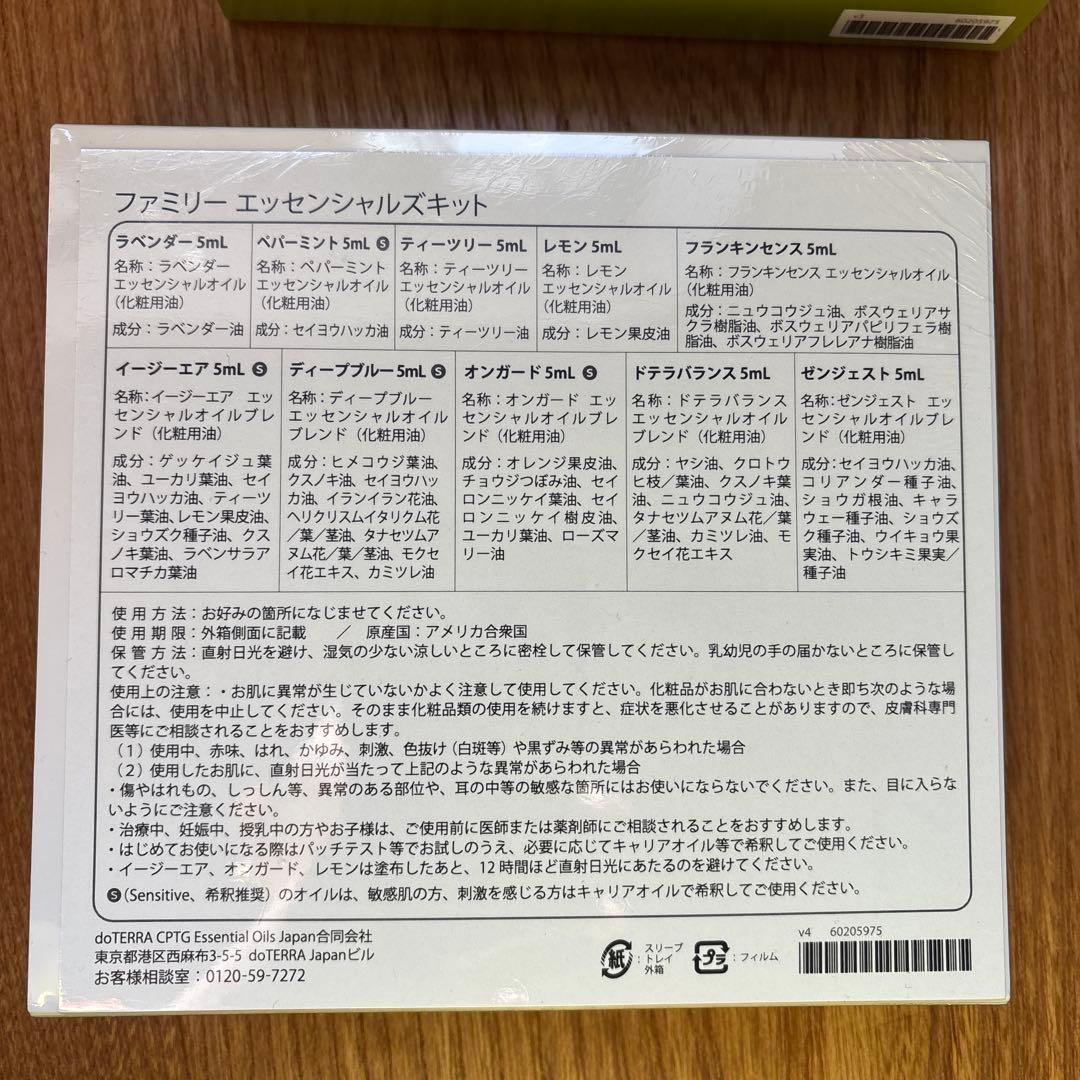 v3
60205975
ファミリー エッセンシャルズキット
ラベンダー 5mL
名称：ラベンダー
エッセンシャルオイル
（化粧用油）
成分：ラベンダー油
ペパーミント 5mL S
名称：ペパーミント
エッセンシャルオイル
（化粧用油）
成分：セイヨウハッカ油
ティーツリー 5mL
名称：ティーツリー
エッセンシャルオイル
（化粧用油）
成分：ティーツリー油
レモン 5mL
名称：レモン
エッセンシャルオイル
（化粧用油）
成分：レモン果皮油
フランキンセンス 5mL
名称：フランキンセンス エッセンシャルオイル
（化粧用油）
成分：ニュウコウジュ油、ボスウェリアサ
クラ樹脂油、ボスウェリアパピリフェラ樹
脂油、ボスウェリアフレレアナ樹脂油
イージーエア 5mL S
名称：イージーエア エッ
センシャルオイルブレ
ンド（化粧用油）
成分：ゲッケイジュ葉
油、ユーカリ葉油、セイ
ヨウハッカ油、ティーツ
リー葉油、レモン果皮油、
ショウズク種子油、クス
ノキ葉油、ラベンサラア
ロマチカ葉油
ディープブルー 5mL S
名称：ディープブルー
エッセンシャルオイル
ブレンド（化粧用油）
成分：ヒメコウジ葉油、
クスノキ油、セイヨウハッ
カ油、イランイラン花油、
ヘリクリスムイタリクム花
／葉／茎油、タナセツムア
ヌム花／葉／茎油、モクセ
イ花エキス、カミツレ油
オンガード 5mL S
名称：オンガード エッ
センシャルオイルブレ
ンド（化粧用油）
成分：オレンジ果皮油、
チョウジつぼみ油、セイ
ロンニッケイ葉油、セイ
ロンニッケイ樹皮油、
ユーカリ葉油、ローズマ
リー油
ドテラバランス 5mL
名称：ドテラバランス
エッセンシャルオイル
ブレンド（化粧用油）
成分：ヤシ油、クロトウ
ヒ枝／葉油、クスノキ葉
油、ニュウコウジュ油、
タナセツムアヌム花／葉
／茎油、カミツレ油、モ
クセイ花エキス
ゼンジェスト 5mL
名称：ゼンジェスト エッ
センシャルオイルブレ
ンド（化粧用油）
成分：セイヨウハッカ油、
コリアンダー種子油、
ショウガ根油、キャラ
ウェー種子油、ショウズ
ク種子油、ウイキョウ果
実油、トウシキミ果実／
種子油
使用方法：お好みの箇所になじませてください。
使用期限：外箱側面に記載 ／ 原産国：アメリカ合衆国
保管方法：直射日光を避け、湿気の少ない涼しいところに密栓して保管してください。乳幼児の手の届かないところに保管し
てください。
使用上の注意：・お肌に異常が生じていないかよく注意して使用してください。化粧品がお肌に合わないとき即ち次のような場
合には、使用を中止してください。そのまま化粧品類の使用を続けますと、症状を悪化させることがありますので、皮膚科専門
医等にご相談されることをおすすめします。
（1）使用中、赤味、はれ、かゆみ、刺激、色抜け（白斑等）や黒ずみ等の異常があらわれた場合
（2）使用したお肌に、直射日光が当たって上記のような異常があらわれた場合
・傷やはれもの、しっしん等、異常のある部位や、耳の中等の敏感な箇所にはお使いにならないでください。また、目に入らな
いようにご注意ください。
・治療中、妊娠中、授乳中の方やお子様は、ご使用前に医師または薬剤師にご相談されることをおすすめします。
・はじめてお使いになる際はパッチテスト等でお試しのうえ、必要に応じてキャリアオイル等で希釈してご使用ください。
・イージーエア、オンガード、レモンは塗布したあと、12時間ほど直射日光にあたるのを避けてください。
S（Sensitive、希釈推奨）のオイルは、敏感肌の方、刺激を感じる方はキャリアオイルで希釈してご使用ください。
doTERRA CPTG Essential Oils Japan合同会社
東京都港区西麻布3-5-5 doTERRA Japanビル
お客様相談室：0120-59-7272
紙：スリーブ
トレイ
外箱
プラ：フィルム
v4 60205975